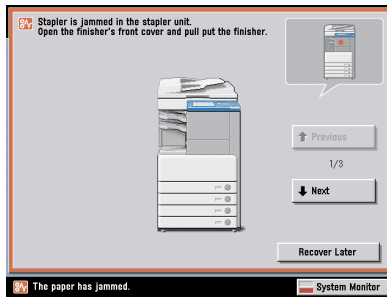 Stapler is jammed in the stapler unit.
Open the finisher's front cover and pull put the finisher.
Previous
1/3
Next
Recover Later
The paper has jammed.
System Monitor